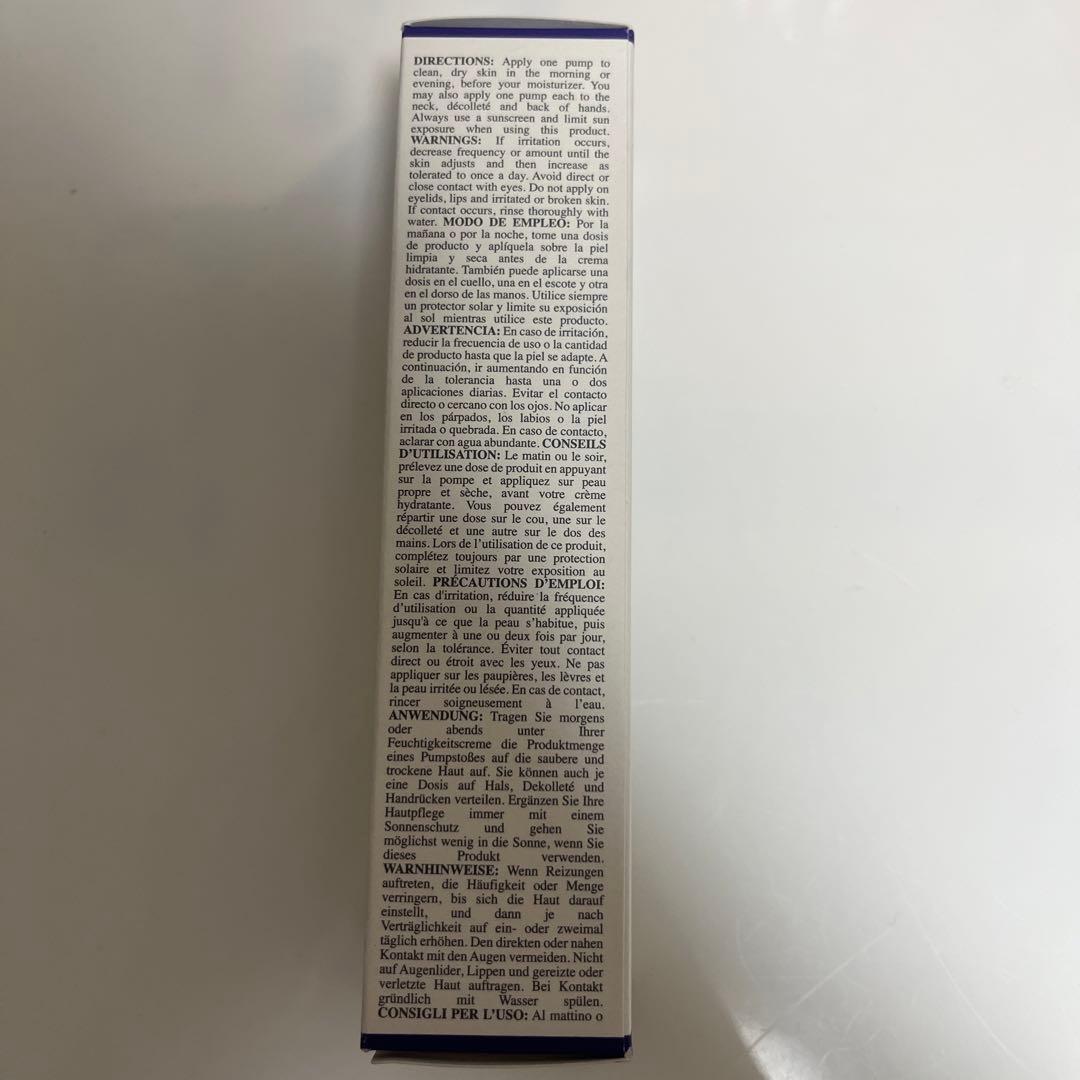 DIRECTIONS: Apply one pump to
clean, dry skin in the morning or
evening, before your moisturizer. You
may also apply one pump each to the
neck, décolleté and back of hands.
Always use a sunscreen and limit sun
exposure when using this product.
WARNINGS: If irritation occurs,
decrease frequency or amount until the
skin adjusts and then increase as
tolerated to once a day. Avoid direct or
close contact with eyes. Do not apply on
eyelids, lips and irritated or broken skin.
If contact occurs, rinse thoroughly with
water. MODO DE EMPLEO: Por la
mañana o por la noche, tome una dosis
de producto y aplíquela sobre la piel
limpia y seca antes de la crema
hidratante. También puede aplicarse una
dosis en el cuello, una en el escote y otra
en el dorso de las manos. Utilice siempre
un protector solar y limite su exposición
al sol mientras utilice este producto.
ADVERTENCIA: En caso de irritación,
reducir la frecuencia de uso o la cantidad
de producto hasta que la piel se adapte. A
continuación, ir aumentando en función
de la tolerancia hasta una o dos
aplicaciones diarias. Evitar el contacto
directo o cercano con los ojos. No aplicar
en los párpados, los labios o la piel
irritada o quebrada. En caso de contacto,
aclarar con agua abundante. CONSEILS
D'UTILISATION: Le matin ou le soir,
prélevez une dose de produit en appuyant
sur la pompe et appliquez sur peau
propre et sèche, avant votre crème
hydratante. Vous pouvez également
répartir une dose sur le cou, une sur le
décolleté et une autre sur le dos des
mains. Lors de l'utilisation de ce produit,
complétez toujours par une protection
solaire et limitez votre exposition au
soleil. PRÉCAUTIONS D'EMPLOI:
En cas d'irritation, réduire la fréquence
d'utilisation ou la quantité appliquée
jusqu'à ce que la peau s'habitue, puis
augmenter à une ou deux fois par jour,
selon la tolérance. Éviter tout contact
direct ou étroit avec les yeux. Ne pas
appliquer sur les paupières, les lèvres et
la peau irritée ou lésée. En cas de contact,
rincer soigneusement à l'eau.
ANWENDUNG: Tragen Sie morgens
oder abends unter Ihrer
Feuchtigkeitscreme die Produktmenge
eines Pumpstoßes auf die saubere und
trockene Haut auf. Sie können auch je
eine Dosis auf Hals, Dekolleté und
Handrücken verteilen. Ergänzen Sie Ihre
Hautpflege immer mit einem
Sonnenschutz und gehen Sie
möglichst wenig in die Sonne, wenn Sie
dieses Produkt verwenden.
WARNHINWEISE: Wenn Reizungen
auftreten, die Häufigkeit oder Menge
verringern, bis sich die Haut darauf
einstellt, und dann je nach
Verträglichkeit auf ein- oder zweimal
täglich erhöhen. Den direkten oder nahen
Kontakt mit den Augen vermeiden. Nicht
auf Augenlider, Lippen und gereizte oder
verletzte Haut auftragen. Bei Kontakt
gründlich mit Wasser spülen.
CONSIGLI PER L'USO: Al mattino o